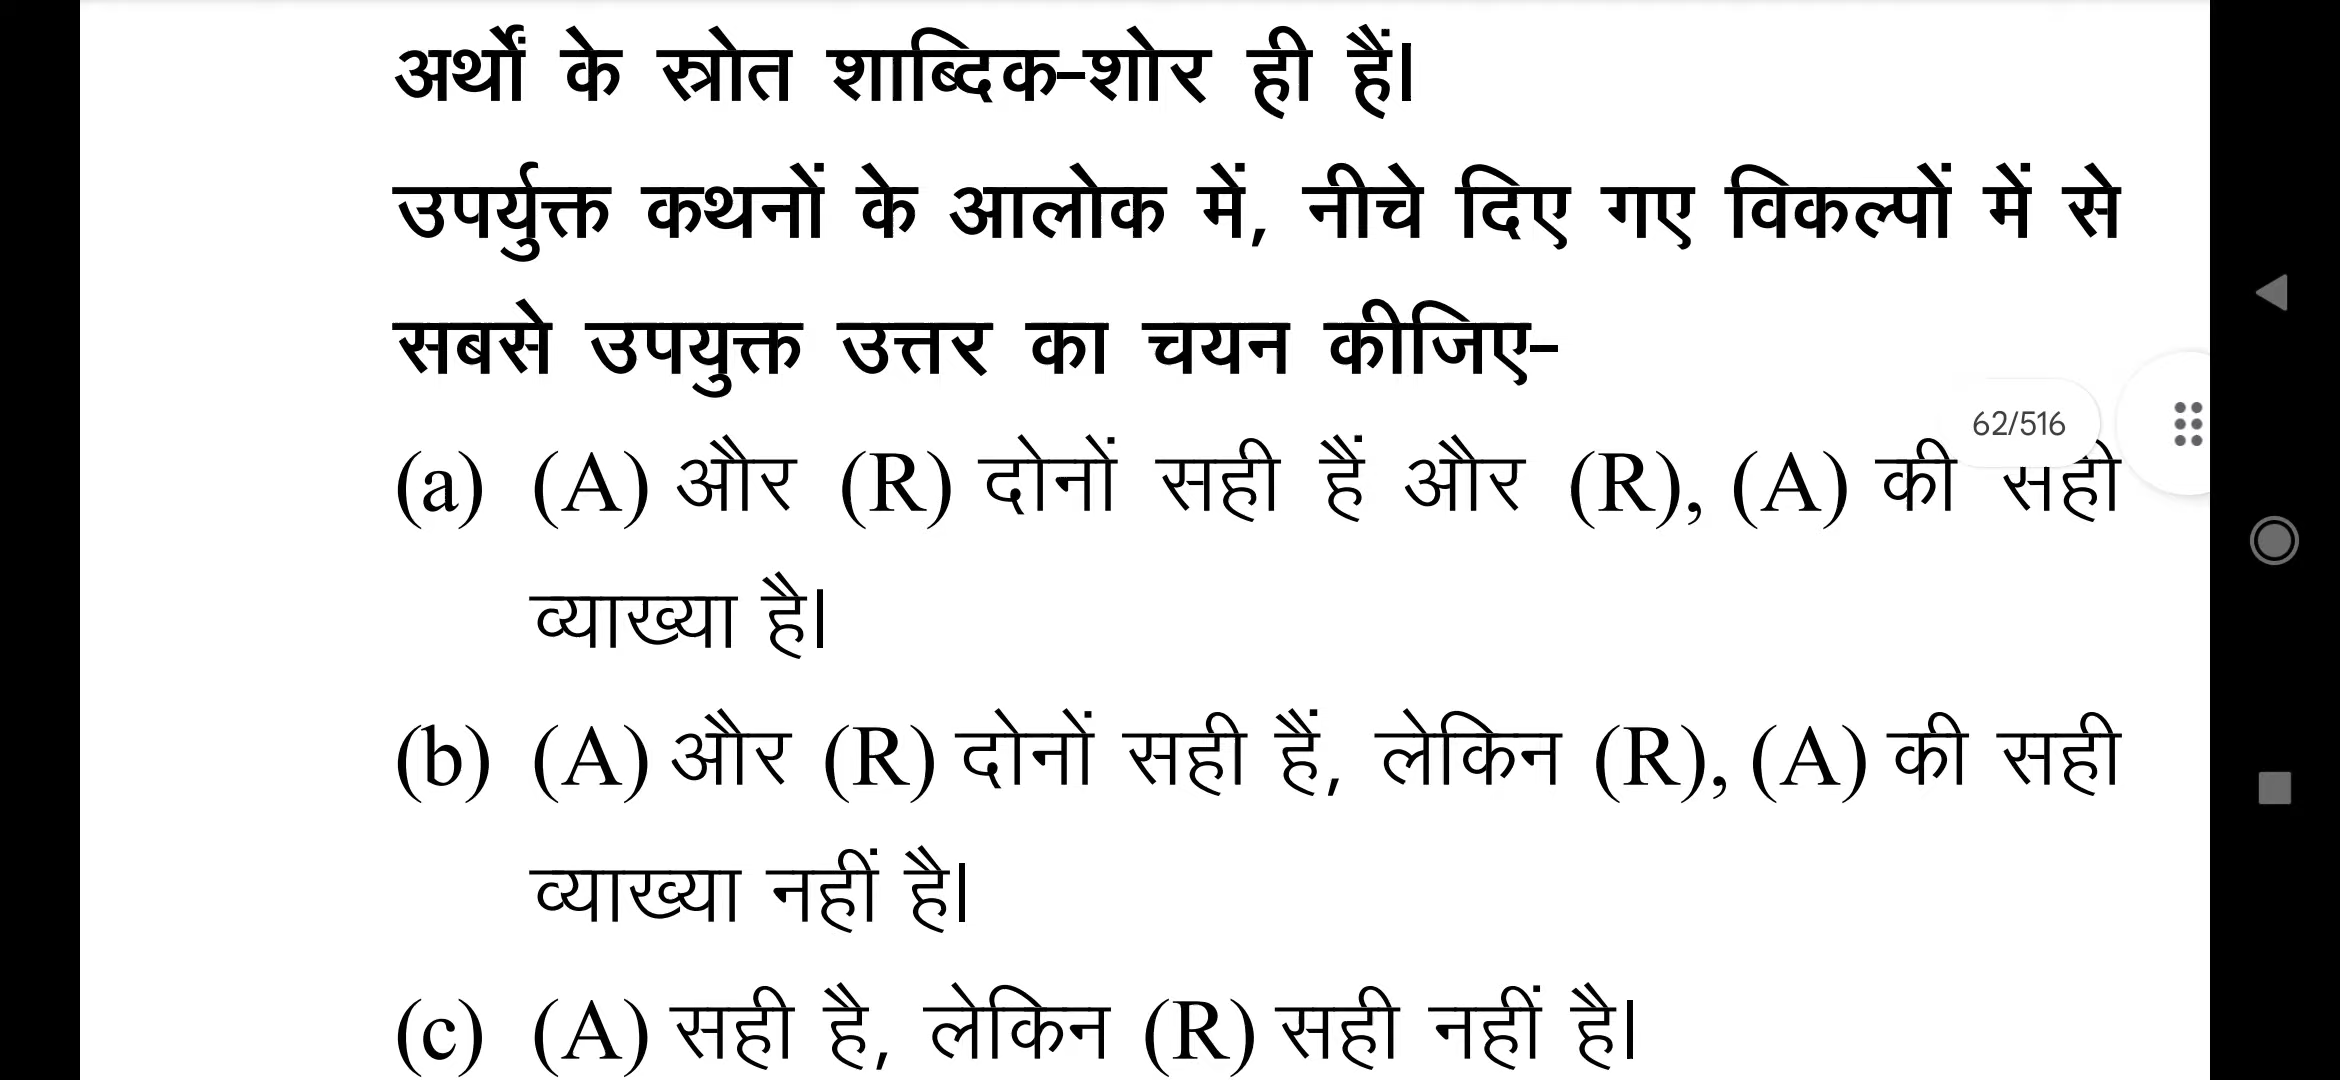 अर्थों के स्रोत शाब्दिक-शोर ही हैं।
उपर्युक्त कथनों के आलोक में, नीचे दिए गए विकल्पों में से
सबसे उपयुक्त उत्तर का चयन कीजिए-
62/516
(a) (A) और (R) दोनों सही हैं और (R), (A) की सही
व्याख्या है।
(b) (A) और (R) दोनों सही हैं, लेकिन (R), (A) की सही
व्याख्या नहीं है।
(c) (A) सही है, लेकिन (R) सही नहीं है।